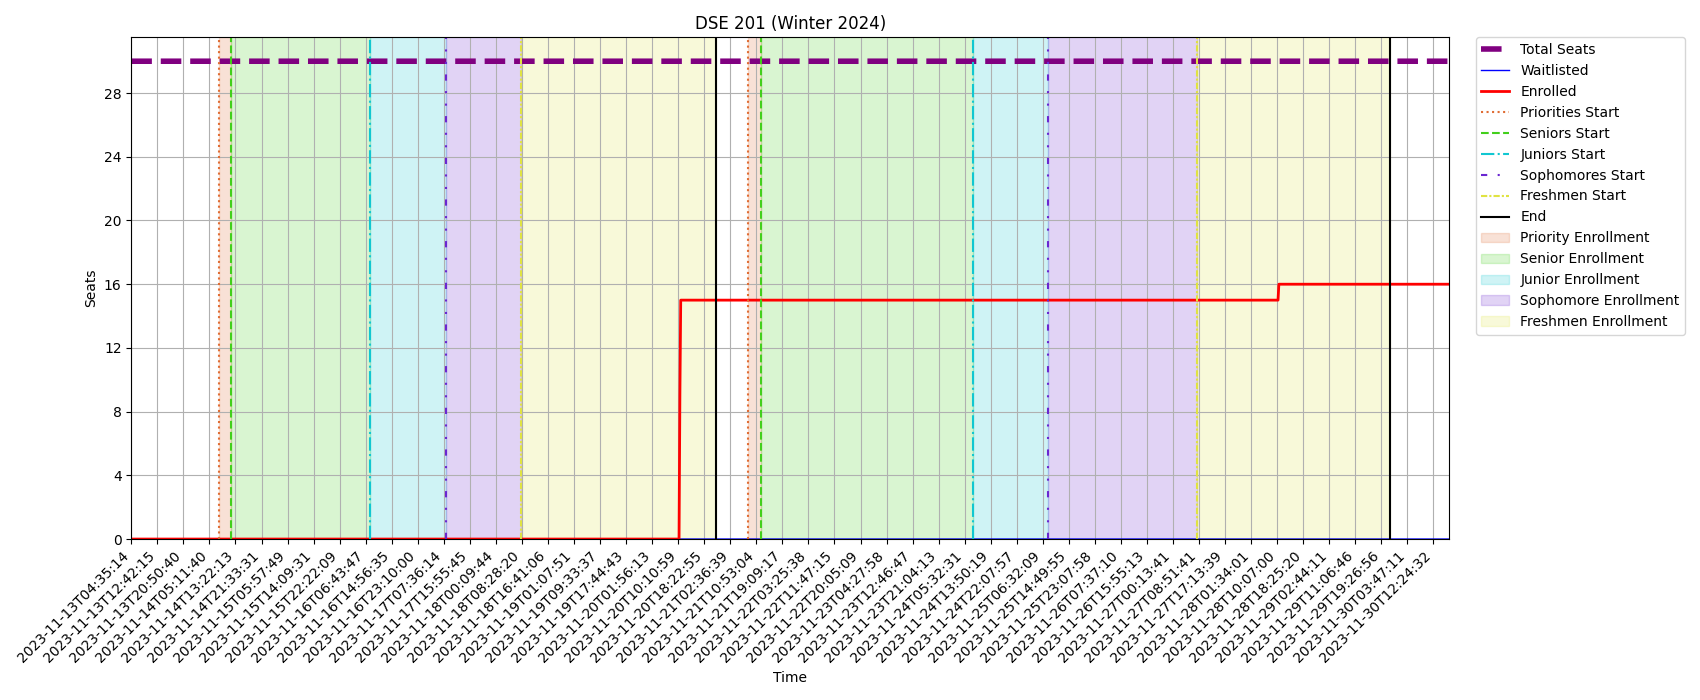 DSE 201 (Winter 2024)
Total Seats
Waitlisted
Enrolled
Priorities Start
Seniors Start
Juniors Start
Sophomores Start
Freshmen Start
End
Priority Enrollment
Senior Enrollment
Junior Enrollment
Sophomore Enrollment
Freshmen Enrollment
Seats
28
24
20
16
12
8
4
0
2023-11-13T04:35:14
2023-11-13T12:42:15
2023-11-13T20:50:40
2023-11-14T05:11:40
2023-11-14T13:22:13
2023-11-14T21:33:31
2023-11-15T05:57:49
2023-11-15T14:09:31
2023-11-15T22:22:09
2023-11-16T06:43:47
2023-11-16T14:56:35
2023-11-16T23:10:00
2023-11-17T07:36:14
2023-11-17T15:55:45
2023-11-18T00:09:44
2023-11-18T08:28:20
2023-11-18T16:41:06
2023-11-19T01:07:51
2023-11-19T09:33:37
2023-11-19T17:44:43
2023-11-20T01:56:13
2023-11-20T10:10:59
2023-11-20T18:22:55
2023-11-21T02:36:39
2023-11-21T10:53:04
2023-11-21T19:09:17
2023-11-22T03:25:38
2023-11-22T11:47:15
2023-11-22T20:05:09
2023-11-23T04:27:58
2023-11-23T12:46:47
2023-11-23T21:04:13
2023-11-24T05:32:31
2023-11-24T13:50:19
2023-11-24T22:07:57
2023-11-25T06:32:09
2023-11-25T14:49:55
2023-11-25T23:07:58
2023-11-26T07:37:10
2023-11-26T15:55:13
2023-11-27T00:13:41
2023-11-27T08:51:41
2023-11-27T17:13:39
2023-11-28T01:34:01
2023-11-28T10:07:00
2023-11-28T18:25:20
2023-11-29T02:44:11
2023-11-29T11:06:46
2023-11-29T19:26:56
2023-11-30T03:47:11
2023-11-30T12:24:32
Time